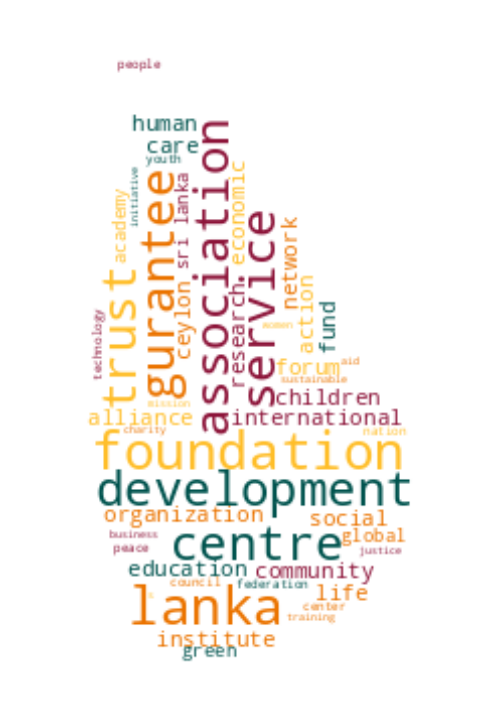 people
human
care
youth
initiative
academy
gurantee
sri lanka
association
economic
service
network
trust
ceylon
research
action
fund
technology
women
forum
aid
sustainable
mission
children
alliance
international
charity
nation
foundation
development
organization
social
business
centre
global
peace
justice
education
community
council
federation
life
lanka
center
training
institute
green